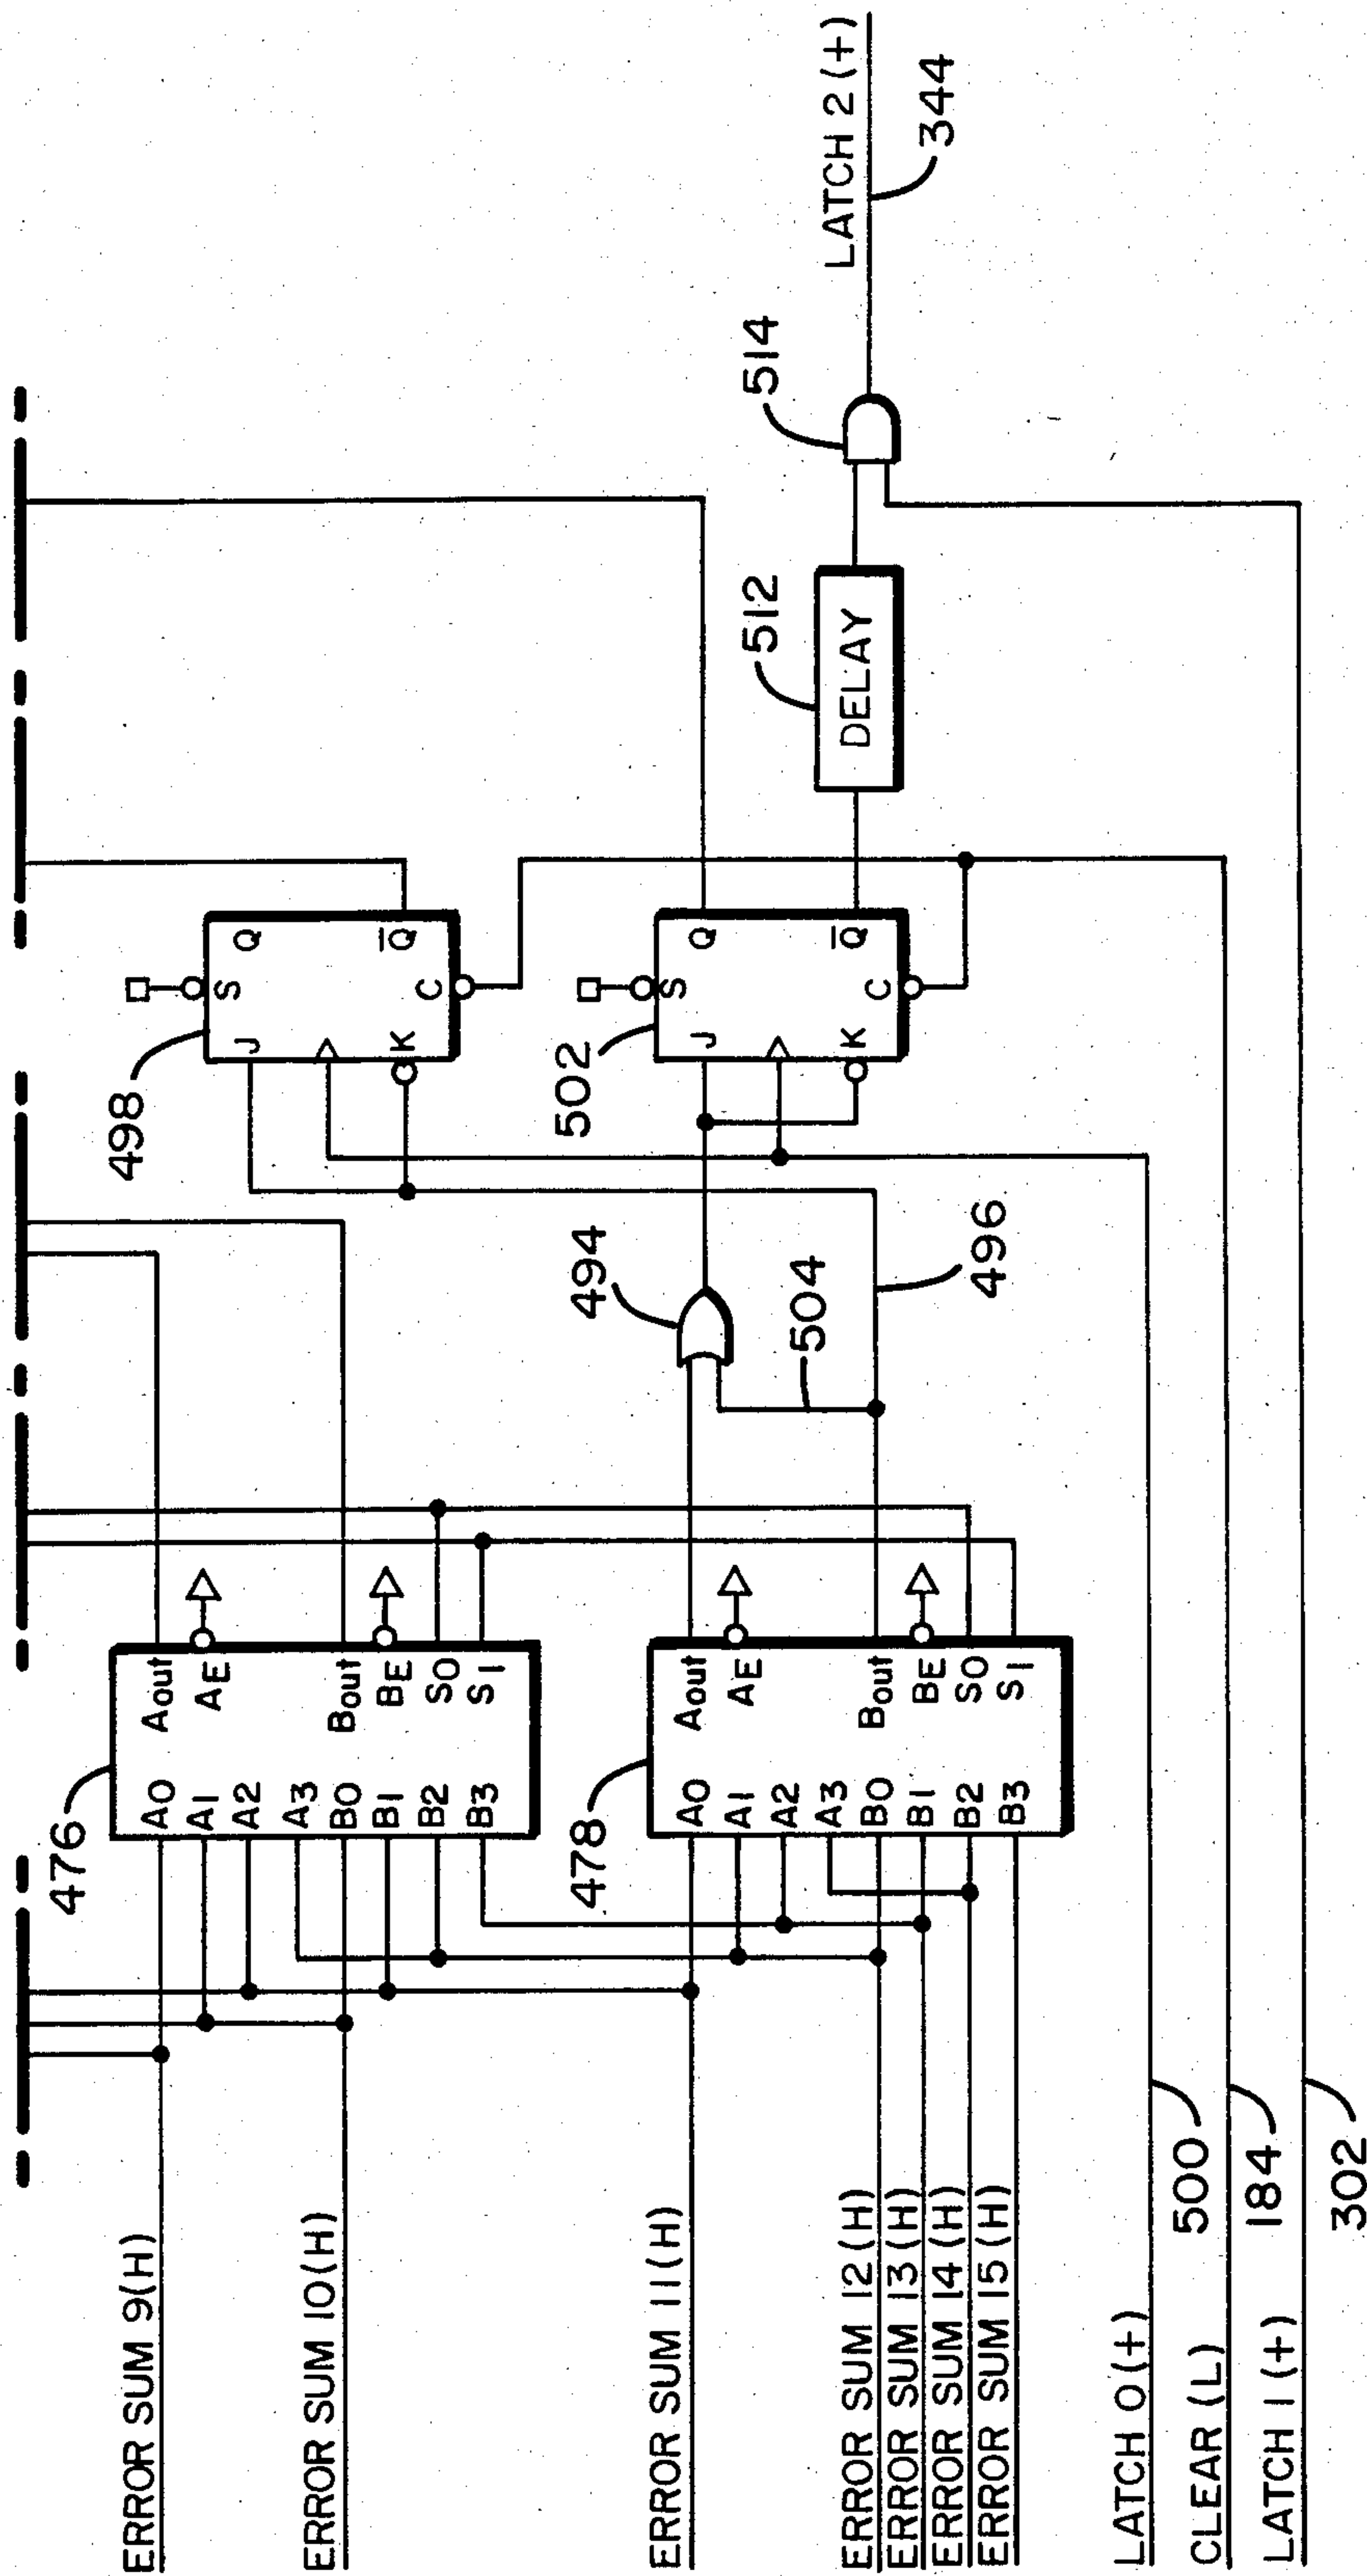 ERROR SUM 9(H)
ERROR SUM 10(H)
ERROR SUM 11(H)
ERROR SUM 12(H)
ERROR SUM 13(H)
ERROR SUM 14(H)
ERROR SUM 15(H)
LATCH 0(+)
CLEAR (L)
LATCH 1(+)
500
184
302
476
A0 Aout
A1 AE
A2
A3
B0 Bout
B1 BE
B2 S0
B3 S1
478
A0 Aout
A1 AE
A2
A3
B0 Bout
B1 BE
B2 S0
B3 S1
494
504
496
498
J S Q
K C Q̅
502
J S Q
K C Q̅
512
DELAY
514
LATCH 2(+)
344